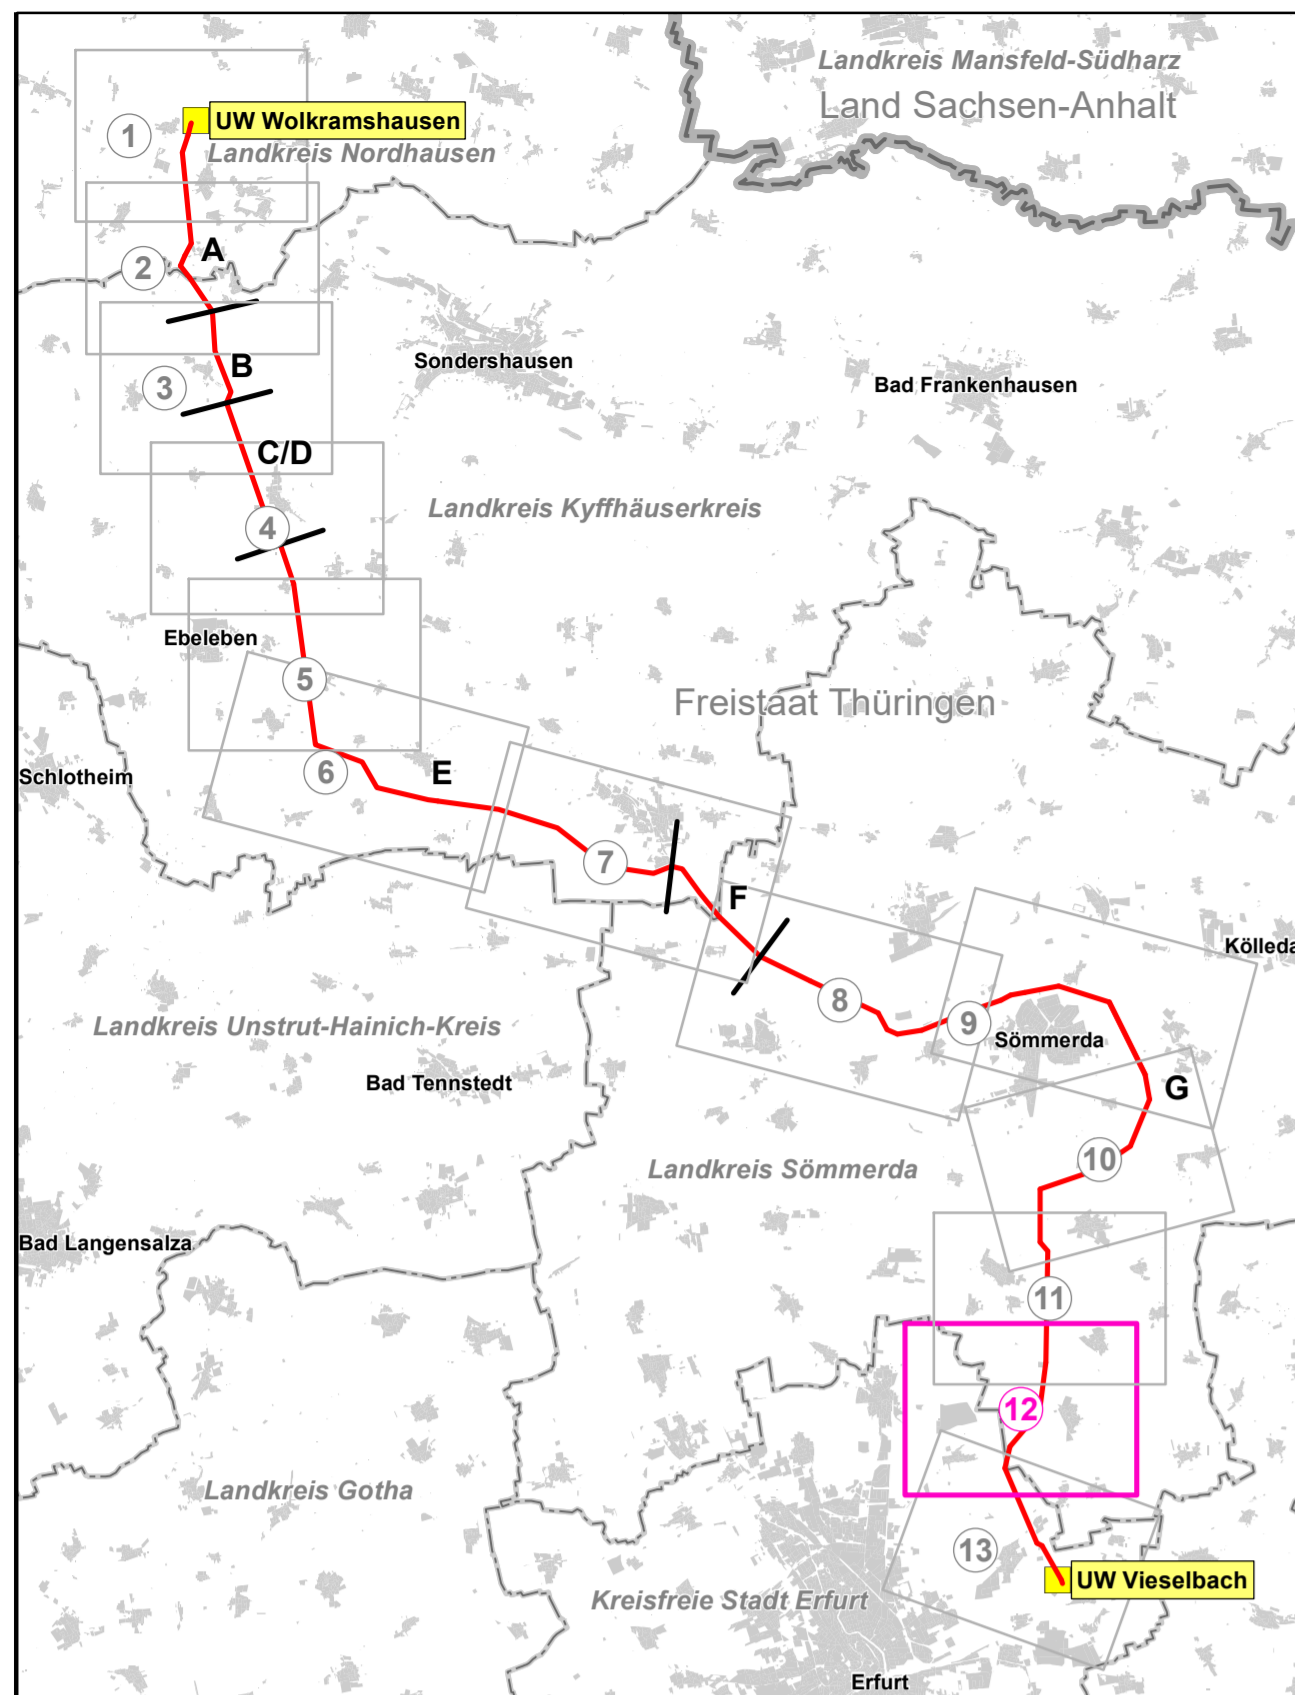 Landkreis Mansfeld-Südharz
Land Sachsen-Anhalt
1
UW Wolkramshausen
Landkreis Nordhausen
A
2
B
3
Sondershausen
Bad Frankenhausen
C/D
Landkreis Kyffhäuserkreis
4
Ebeleben
5
Freistaat Thüringen
Schlotheim
6
E
7
F
Kölleda
8
9
Sömmerda
Landkreis Unstrut-Hainich-Kreis
Bad Tennstedt
G
10
Landkreis Sömmerda
Bad Langensalza
11
12
Landkreis Gotha
13
UW Vieselbach
Kreisfreie Stadt Erfurt
Erfurt